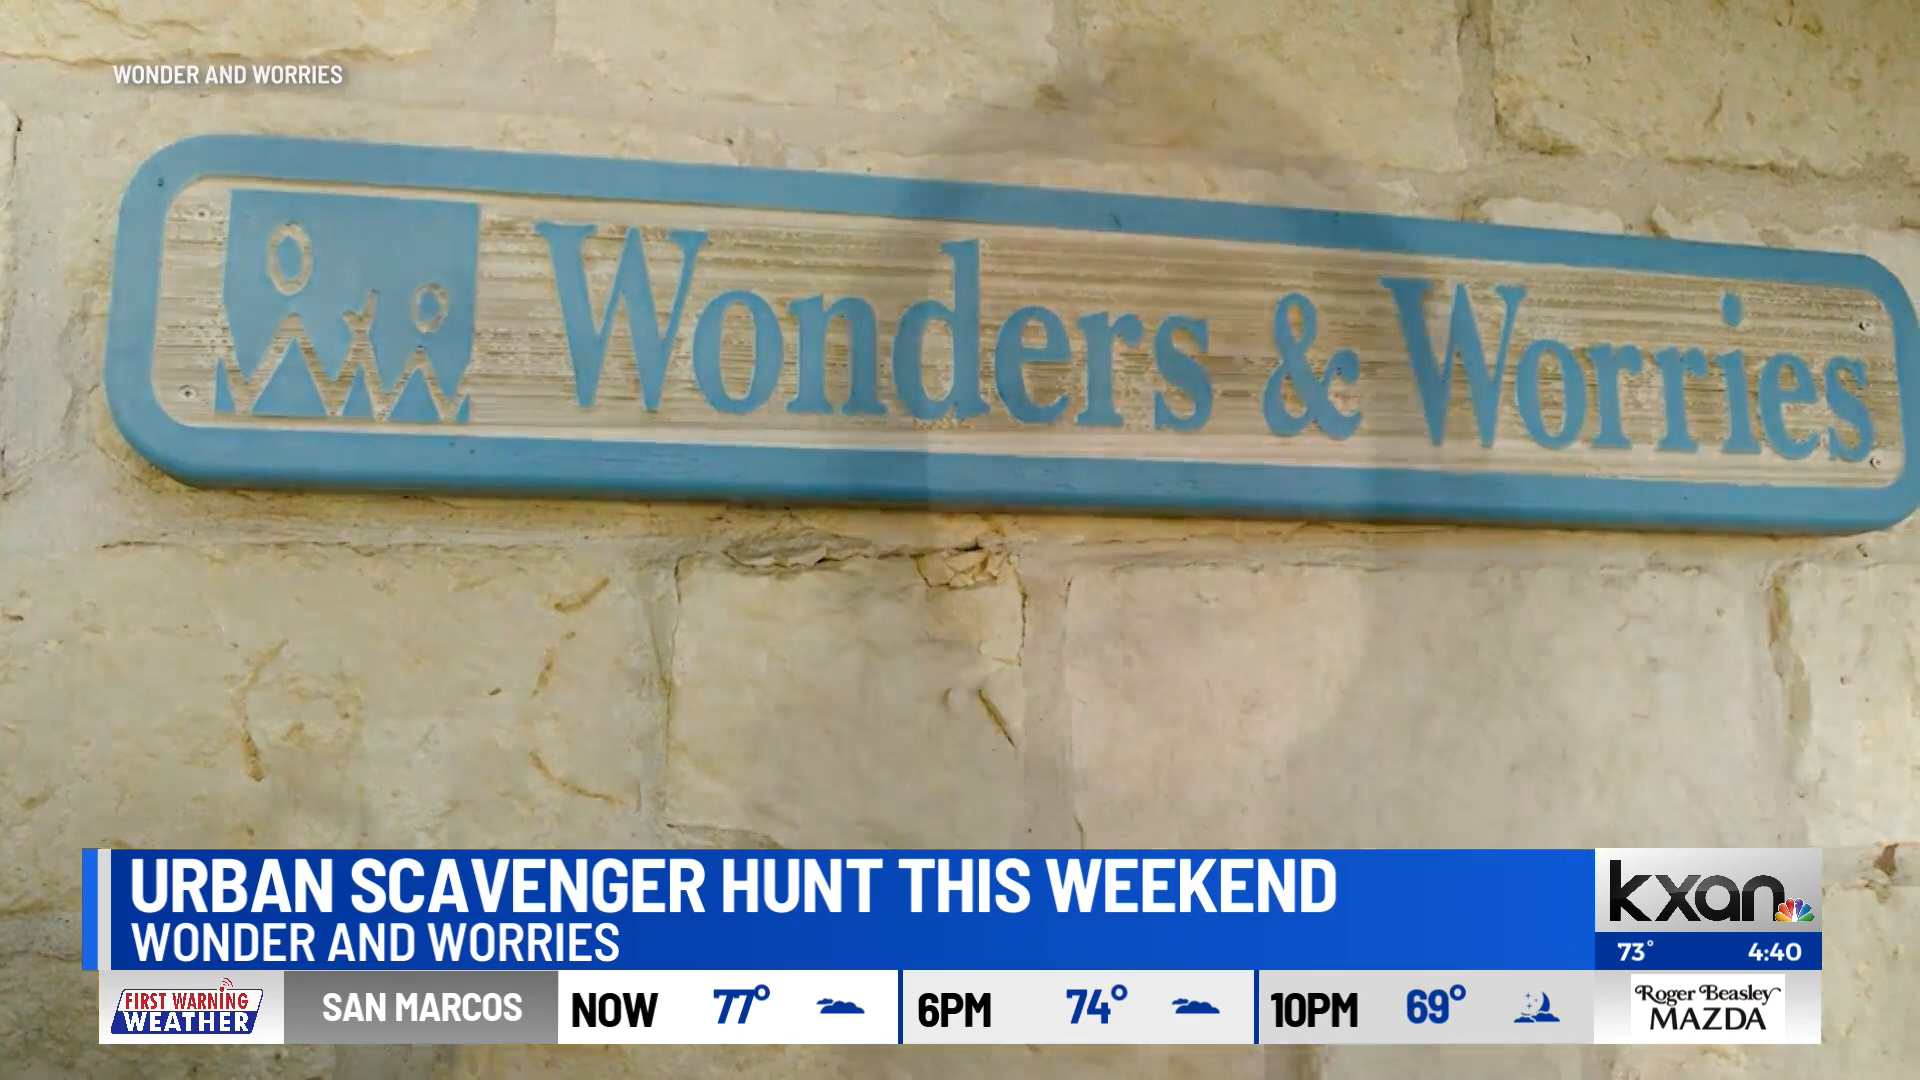 WONDER AND WORRIES
Wonders & Worries
URBAN SCAVENGER HUNT THIS WEEKEND
WONDER AND WORRIES
kxan
73° 4:40
FIRST WARNING
WEATHER
SAN MARCOS NOW 77° 6PM 74° 10PM 69°
Roger Beasley
MAZDA